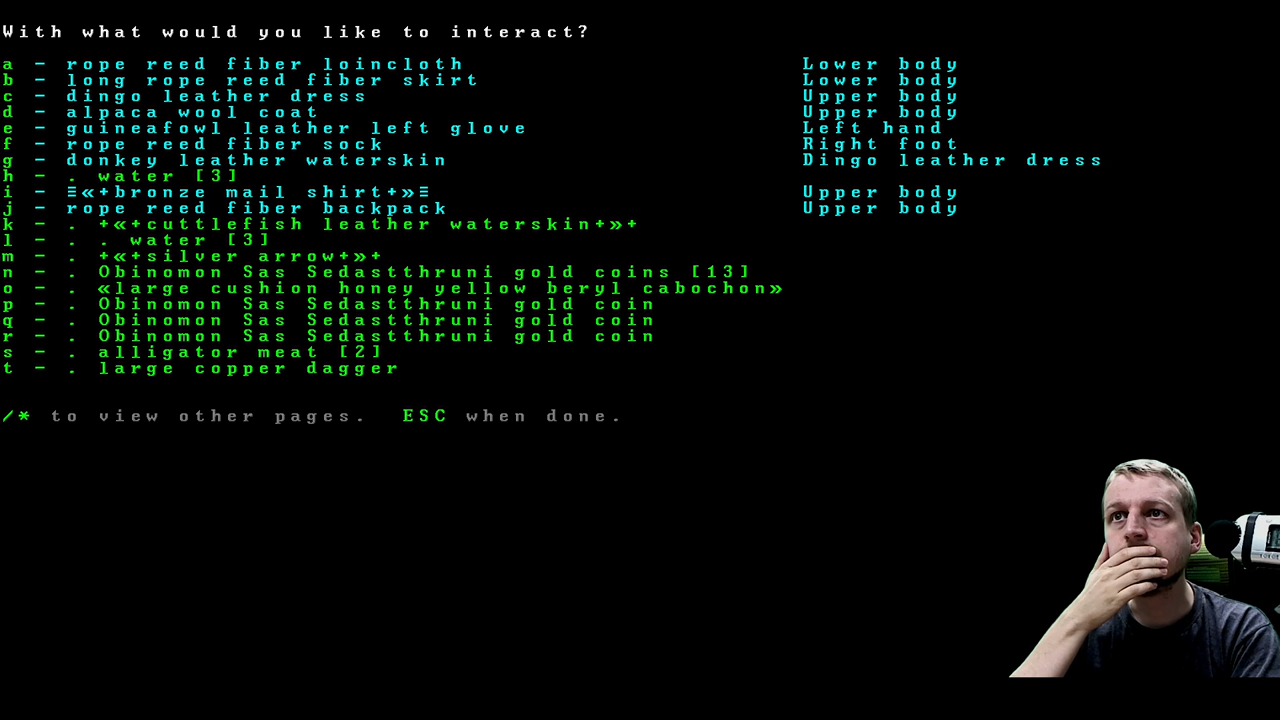 With what would you like to interact?
a - rope reed fiber loincloth Lower body
b - long rope reed fiber skirt Lower body
c - dingo leather dress Upper body
d - alpaca wool coat Upper body
e - guineafowl leather left glove Left hand
f - rope reed fiber sock Right foot
g - donkey leather waterskin Dingo leather dress
h - . water [3]
i - ≡«+bronze mail shirt+»≡ Upper body
j - rope reed fiber backpack Upper body
k - . +«+cuttlefish leather waterskin+»+
l - . . water [3]
m - . +«+silver arrow+»+
n - . Obinomon Sas Sedastthruni gold coins [13]
o - . «large cushion honey yellow beryl cabochon»
p - . Obinomon Sas Sedastthruni gold coin
q - . Obinomon Sas Sedastthruni gold coin
r - . Obinomon Sas Sedastthruni gold coin
s - . alligator meat [2]
t - . large copper dagger
/* to view other pages. ESC when done.